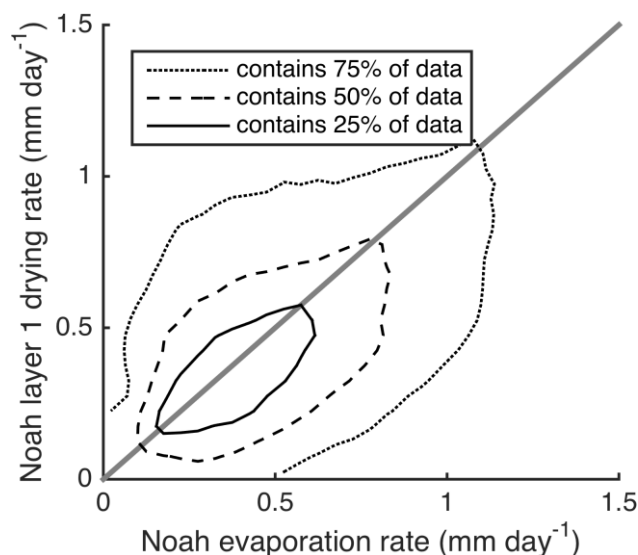 1.5
contains 75% of data
contains 50% of data
contains 25% of data
1
0.5
0
0
0.5
1
1.5
Noah layer 1 drying rate (mm day⁻¹)
Noah evaporation rate (mm day⁻¹)